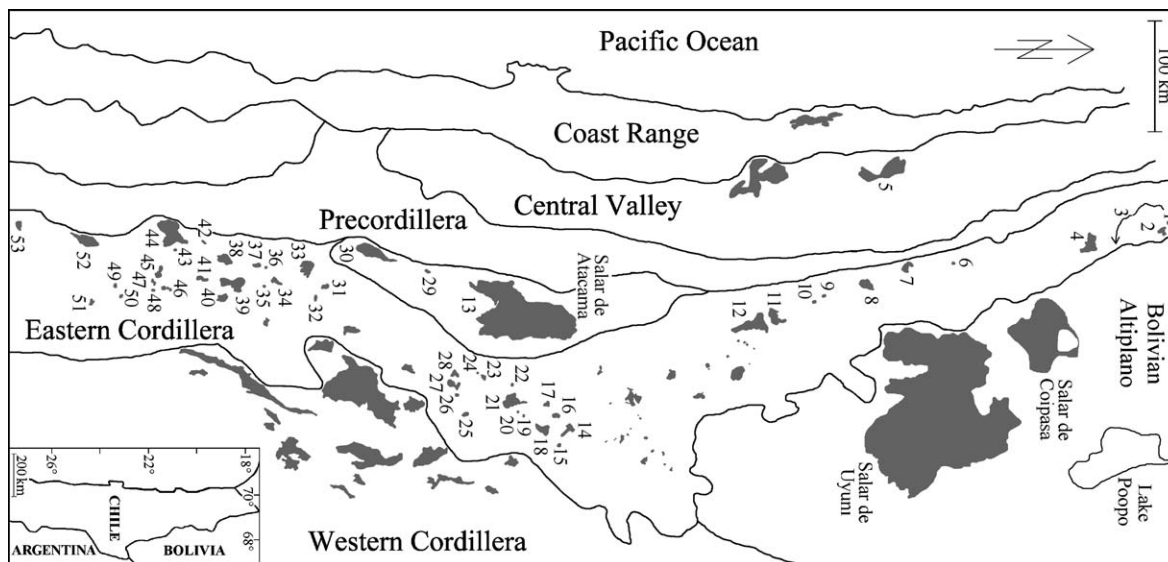 Pacific Ocean
N
100 km
Coast Range
Central Valley
Precordillera
Eastern Cordillera
Western Cordillera
Salar de
Atacama
Bolivian
Altiplano
Salar de
Coipasa
Salar de
Uyuni
Lake
Poopo
1
2
3
4
5
6
7
8
9
10
11
12
13
14
15
16
17
18
19
20
21
22
23
24
25
26
27
28
29
30
31
32
33
34
35
36
37
38
39
40
41
42
43
44
45
46
47
48
49
50
51
52
53
200 km
26°
22°
18°
70°
68°
CHILE
ARGENTINA
BOLIVIA